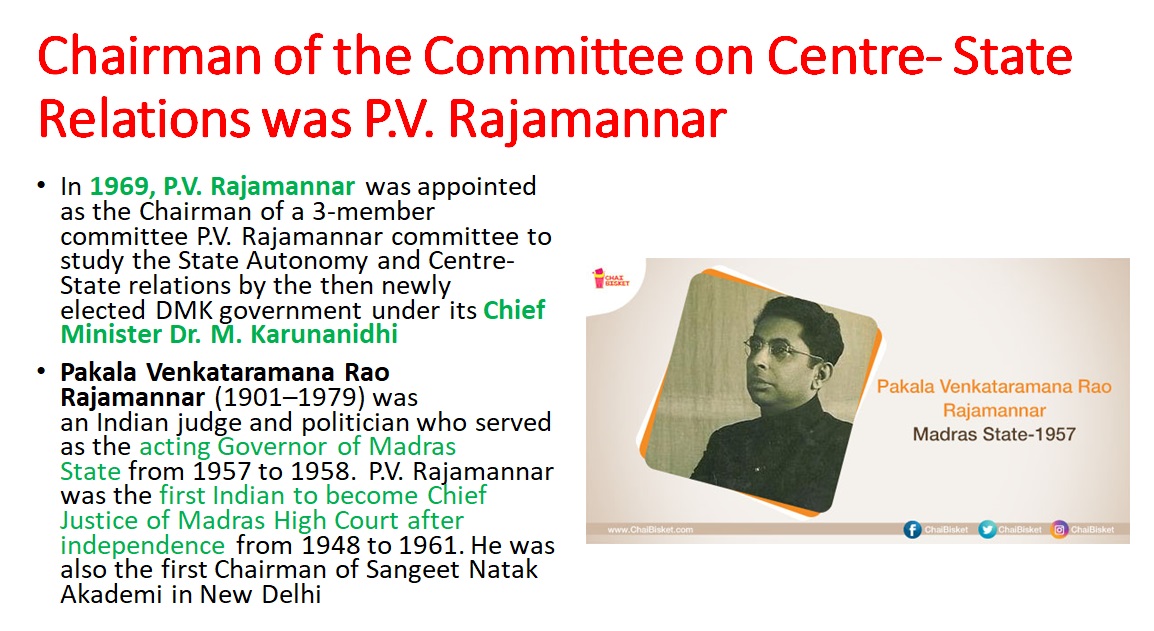 Chairman of the Committee on Centre- State
Relations was P.V. Rajamannar
• In 1969, P.V. Rajamannar was appointed
as the Chairman of a 3-member
committee P.V. Rajamannar committee to
study the State Autonomy and Centre-
State relations by the then newly
elected DMK government under its Chief
Minister Dr. M. Karunanidhi
• Pakala Venkataramana Rao
Rajamannar (1901–1979) was
an Indian judge and politician who served
as the acting Governor of Madras
State from 1957 to 1958. P.V. Rajamannar
was the first Indian to become Chief
Justice of Madras High Court after
independence from 1948 to 1961. He was
also the first Chairman of Sangeet Natak
Akademi in New Delhi
CHAI
BISKET
Pakala Venkataramana Rao
Rajamannar
Madras State-1957
www.ChaiBisket.com
ChaiBisket
ChaiBisket
ChaiBisket